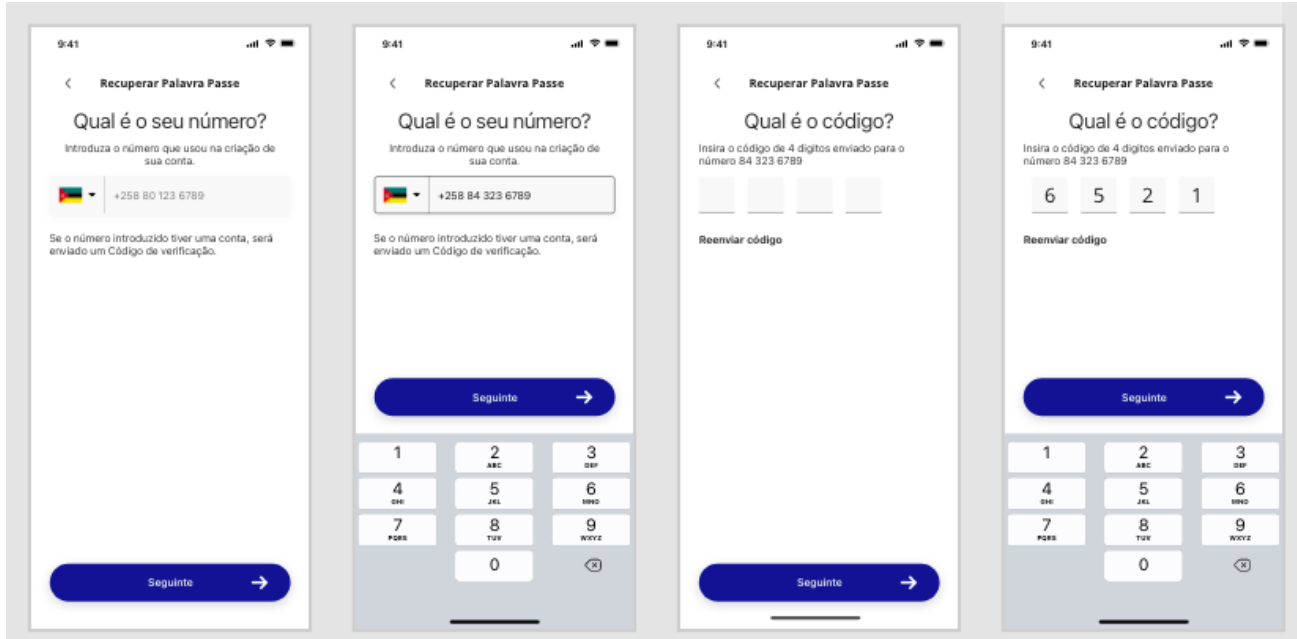 9:41
Recuperar Palavra Passe
Qual é o seu número?
Introduza o número que usou na criação de
sua conta.
+258 80 123 6789
Se o número introduzido tiver uma conta, será
enviado um Código de verificação.
Seguinte
9:41
Recuperar Palavra Passe
Qual é o seu número?
Introduza o número que usou na criação de
sua conta.
+258 84 323 6789
Se o número introduzido tiver uma conta, será
enviado um Código de verificação.
Seguinte
1 2 3
ABC DEF
4 5 6
GHI JKL MNO
7 8 9
PQRS TUV WXYZ
0
9:41
Recuperar Palavra Passe
Qual é o código?
Insira o código de 4 digitos enviado para o
número 84 323 6789
Reenviar código
Seguinte
9:41
Recuperar Palavra Passe
Qual é o código?
Insira o código de 4 digitos enviado para o
número 84 323 6789
6 5 2 1
Reenviar código
Seguinte
1 2 3
ABC DEF
4 5 6
GHI JKL MNO
7 8 9
PQRS TUV WXYZ
0